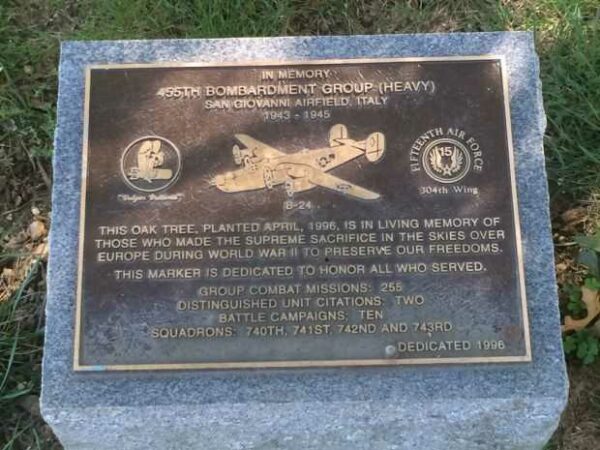 IN MEMORY
455TH BOMBARDMENT GROUP (HEAVY)
SAN GIOVANNI AIRFIELD, ITALY
1943 - 1945
"Vulgar Vultures"
FIFTEENTH AIR FORCE
15
304th Wing
B-24
THIS OAK TREE, PLANTED APRIL, 1996, IS IN LIVING MEMORY OF
THOSE WHO MADE THE SUPREME SACRIFICE IN THE SKIES OVER
EUROPE DURING WORLD WAR II TO PRESERVE OUR FREEDOMS.
THIS MARKER IS DEDICATED TO HONOR ALL WHO SERVED.
GROUP COMBAT MISSIONS: 255
DISTINGUISHED UNIT CITATIONS: TWO
BATTLE CAMPAIGNS: TEN
SQUADRONS: 740TH, 741ST, 742ND AND 743RD
DEDICATED 1996